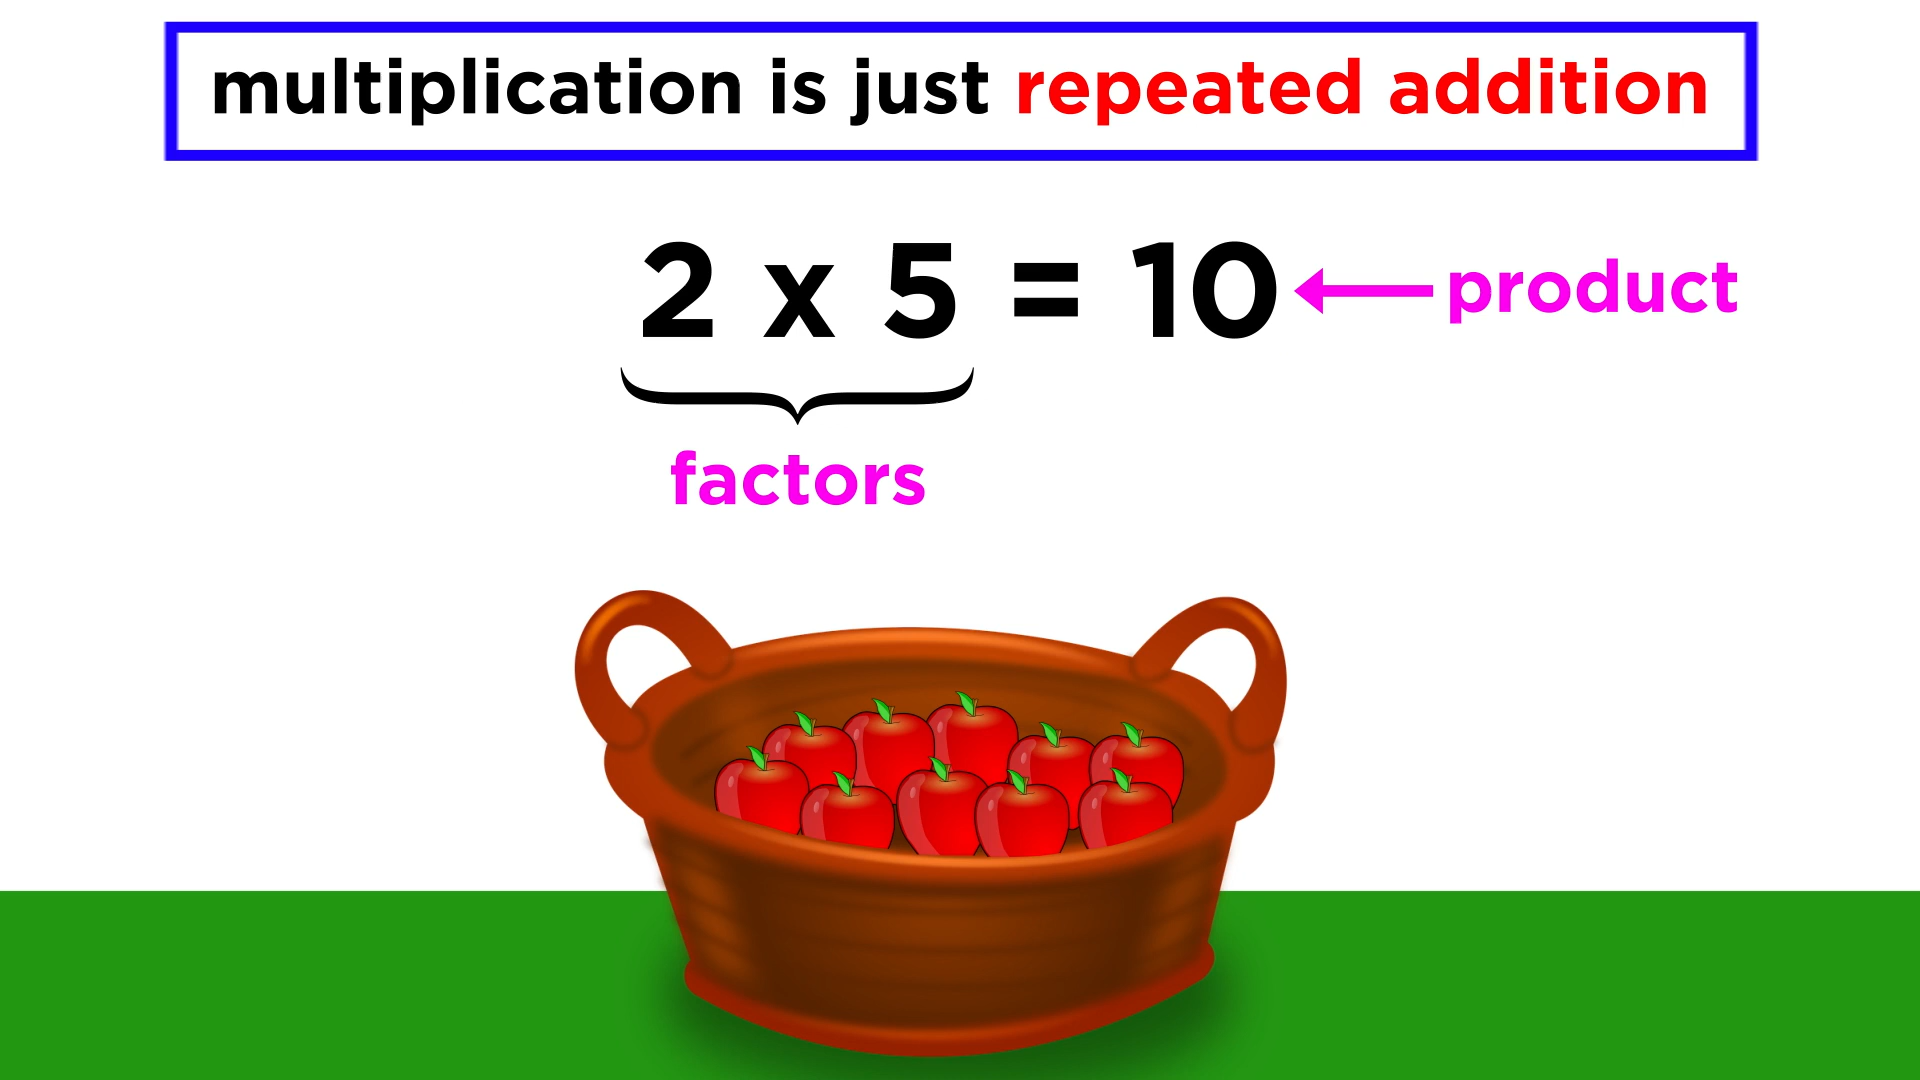 multiplication is just repeated addition
2 x 5 = 10 product
factors